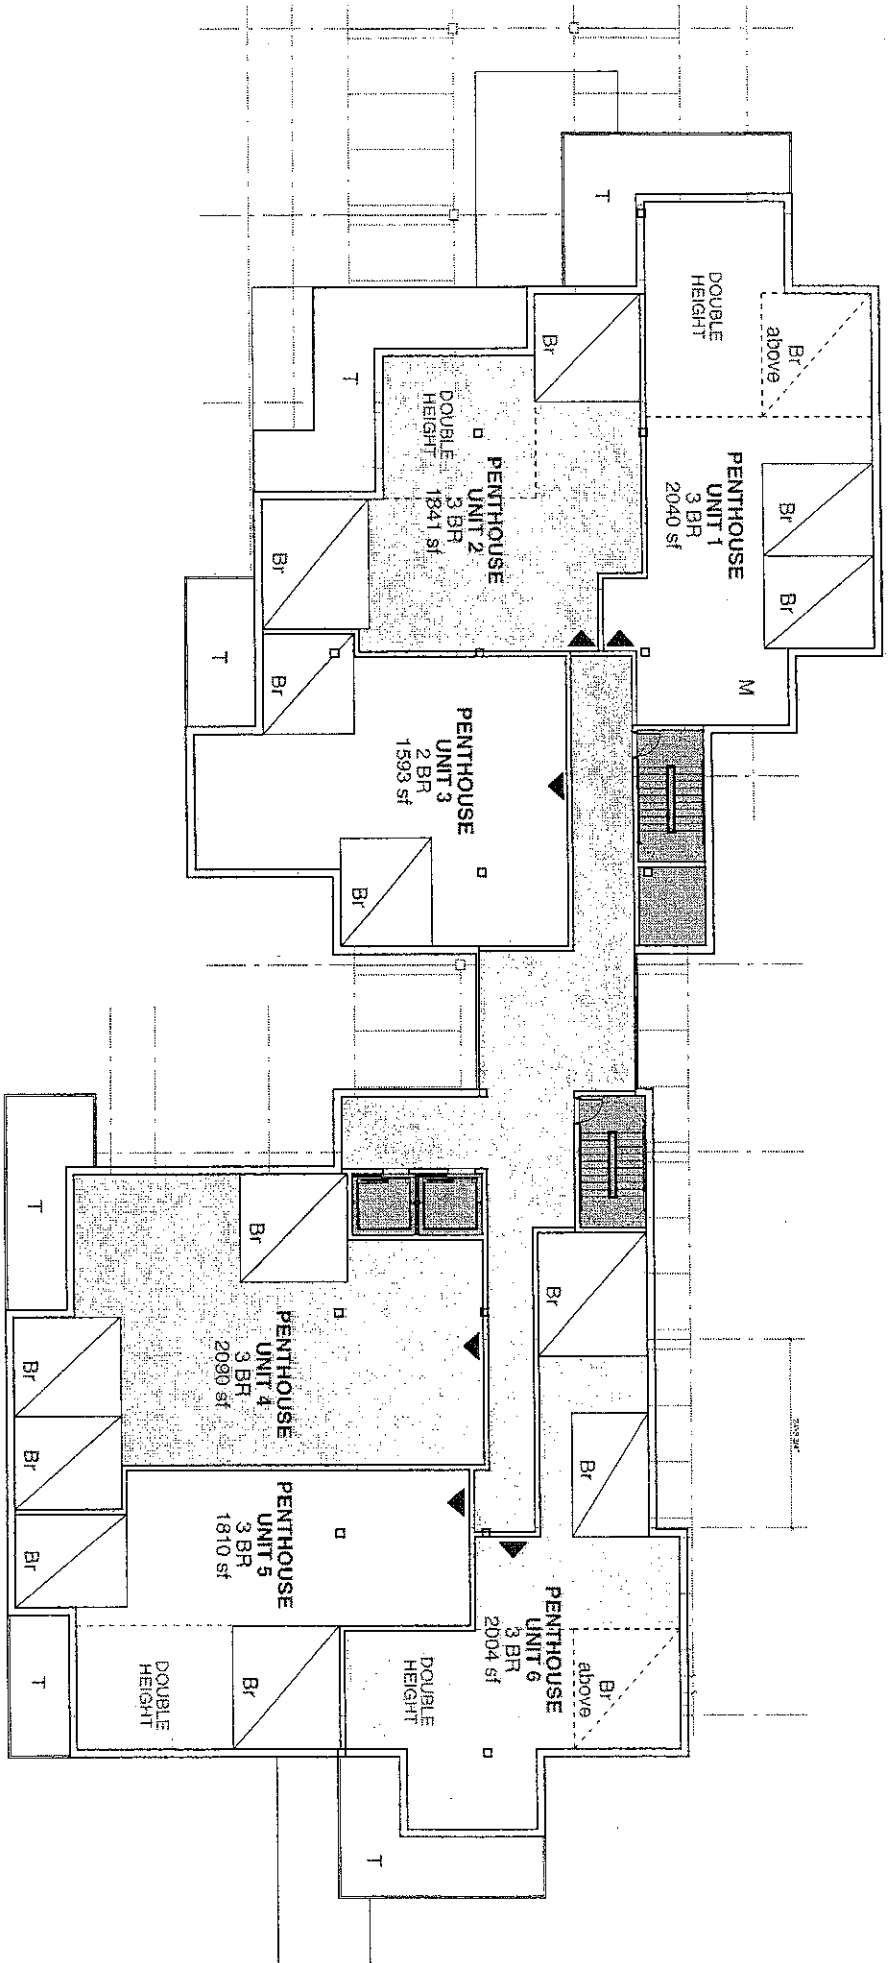 T
DOUBLE
HEIGHT
Br
above
PENTHOUSE
UNIT 1
3 BR
2040 sf
Br
Br
M
Br
T
DOUBLE
HEIGHT
PENTHOUSE
UNIT 2
3 BR
1841 sf
Br
T
Br
PENTHOUSE
UNIT 3
2 BR
1593 sf
Br
T
Br
PENTHOUSE
UNIT 4
3 BR
2090 sf
Br
Br
PENTHOUSE
UNIT 5
3 BR
1810 sf
Br
Br
DOUBLE
HEIGHT
T
Br
Br
PENTHOUSE
UNIT 6
3 BR
2004 sf
Br
above
DOUBLE
HEIGHT
T